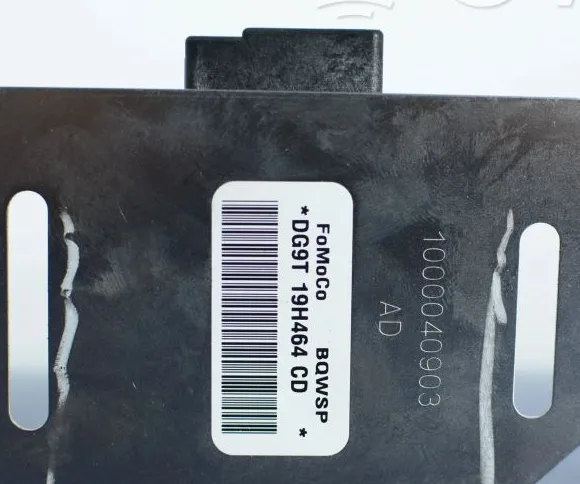 FoMoCo BQWSP
*DG9T 19H464 CD *
1000040903
AD